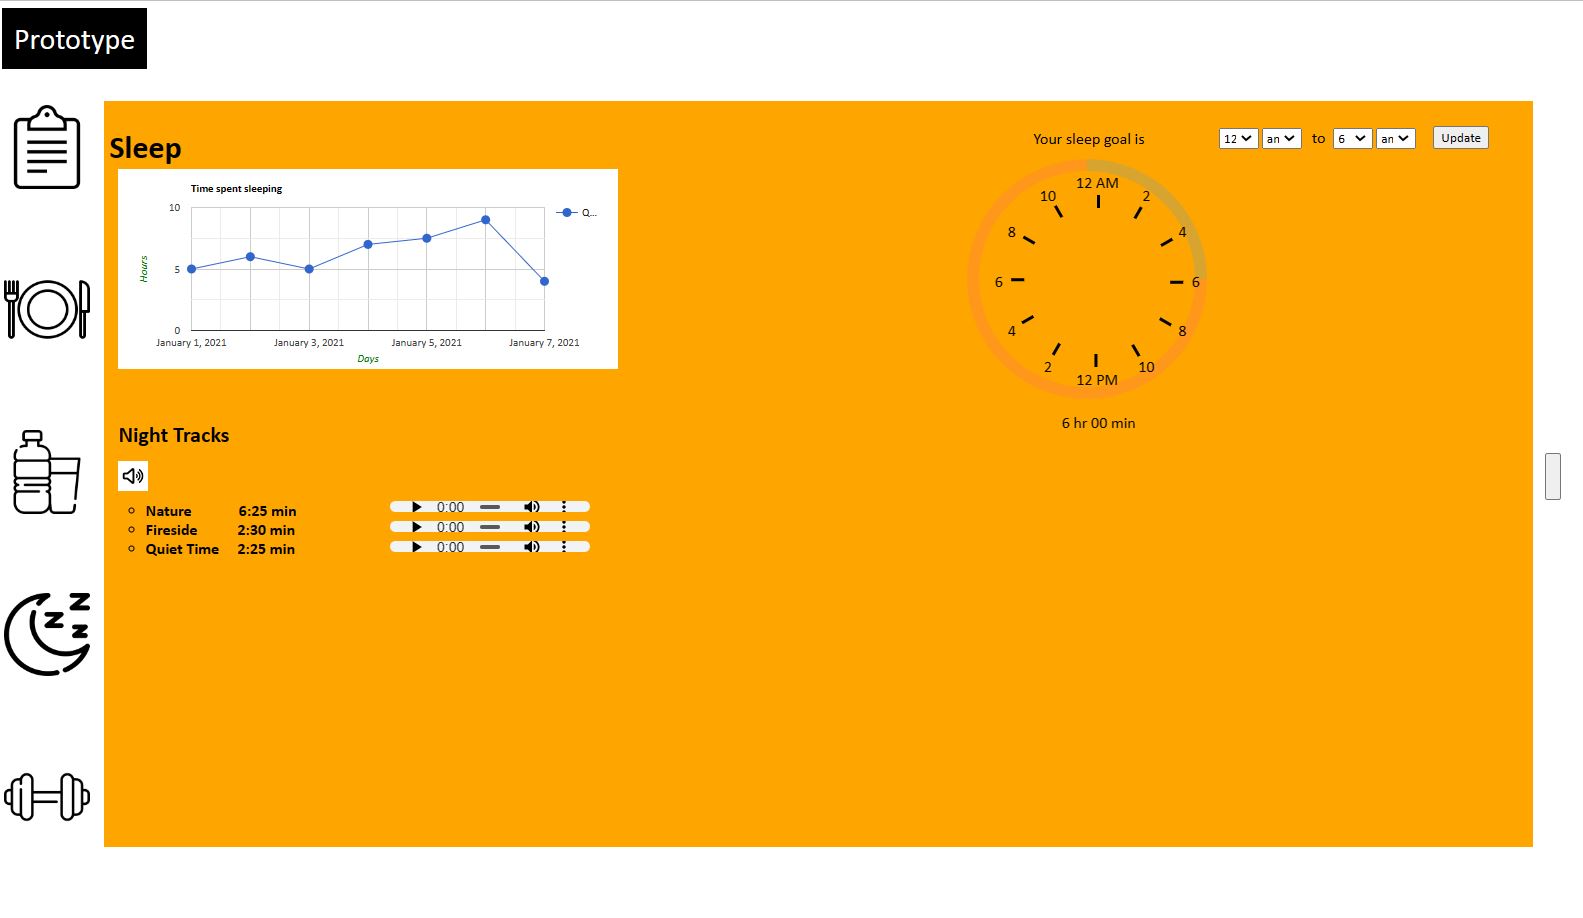 Prototype
Sleep
Your sleep goal is 12 an to 6 an Update
Time spent sleeping
10
5
0
Hours
Q...
January 1, 2021 January 3, 2021 January 5, 2021 January 7, 2021
Days
12 AM
2
4
6
8
10
12 PM
2
4
6
8
10
6 hr 00 min
Night Tracks
Nature 6:25 min 0:00
Fireside 2:30 min 0:00
Quiet Time 2:25 min 0:00
z z z